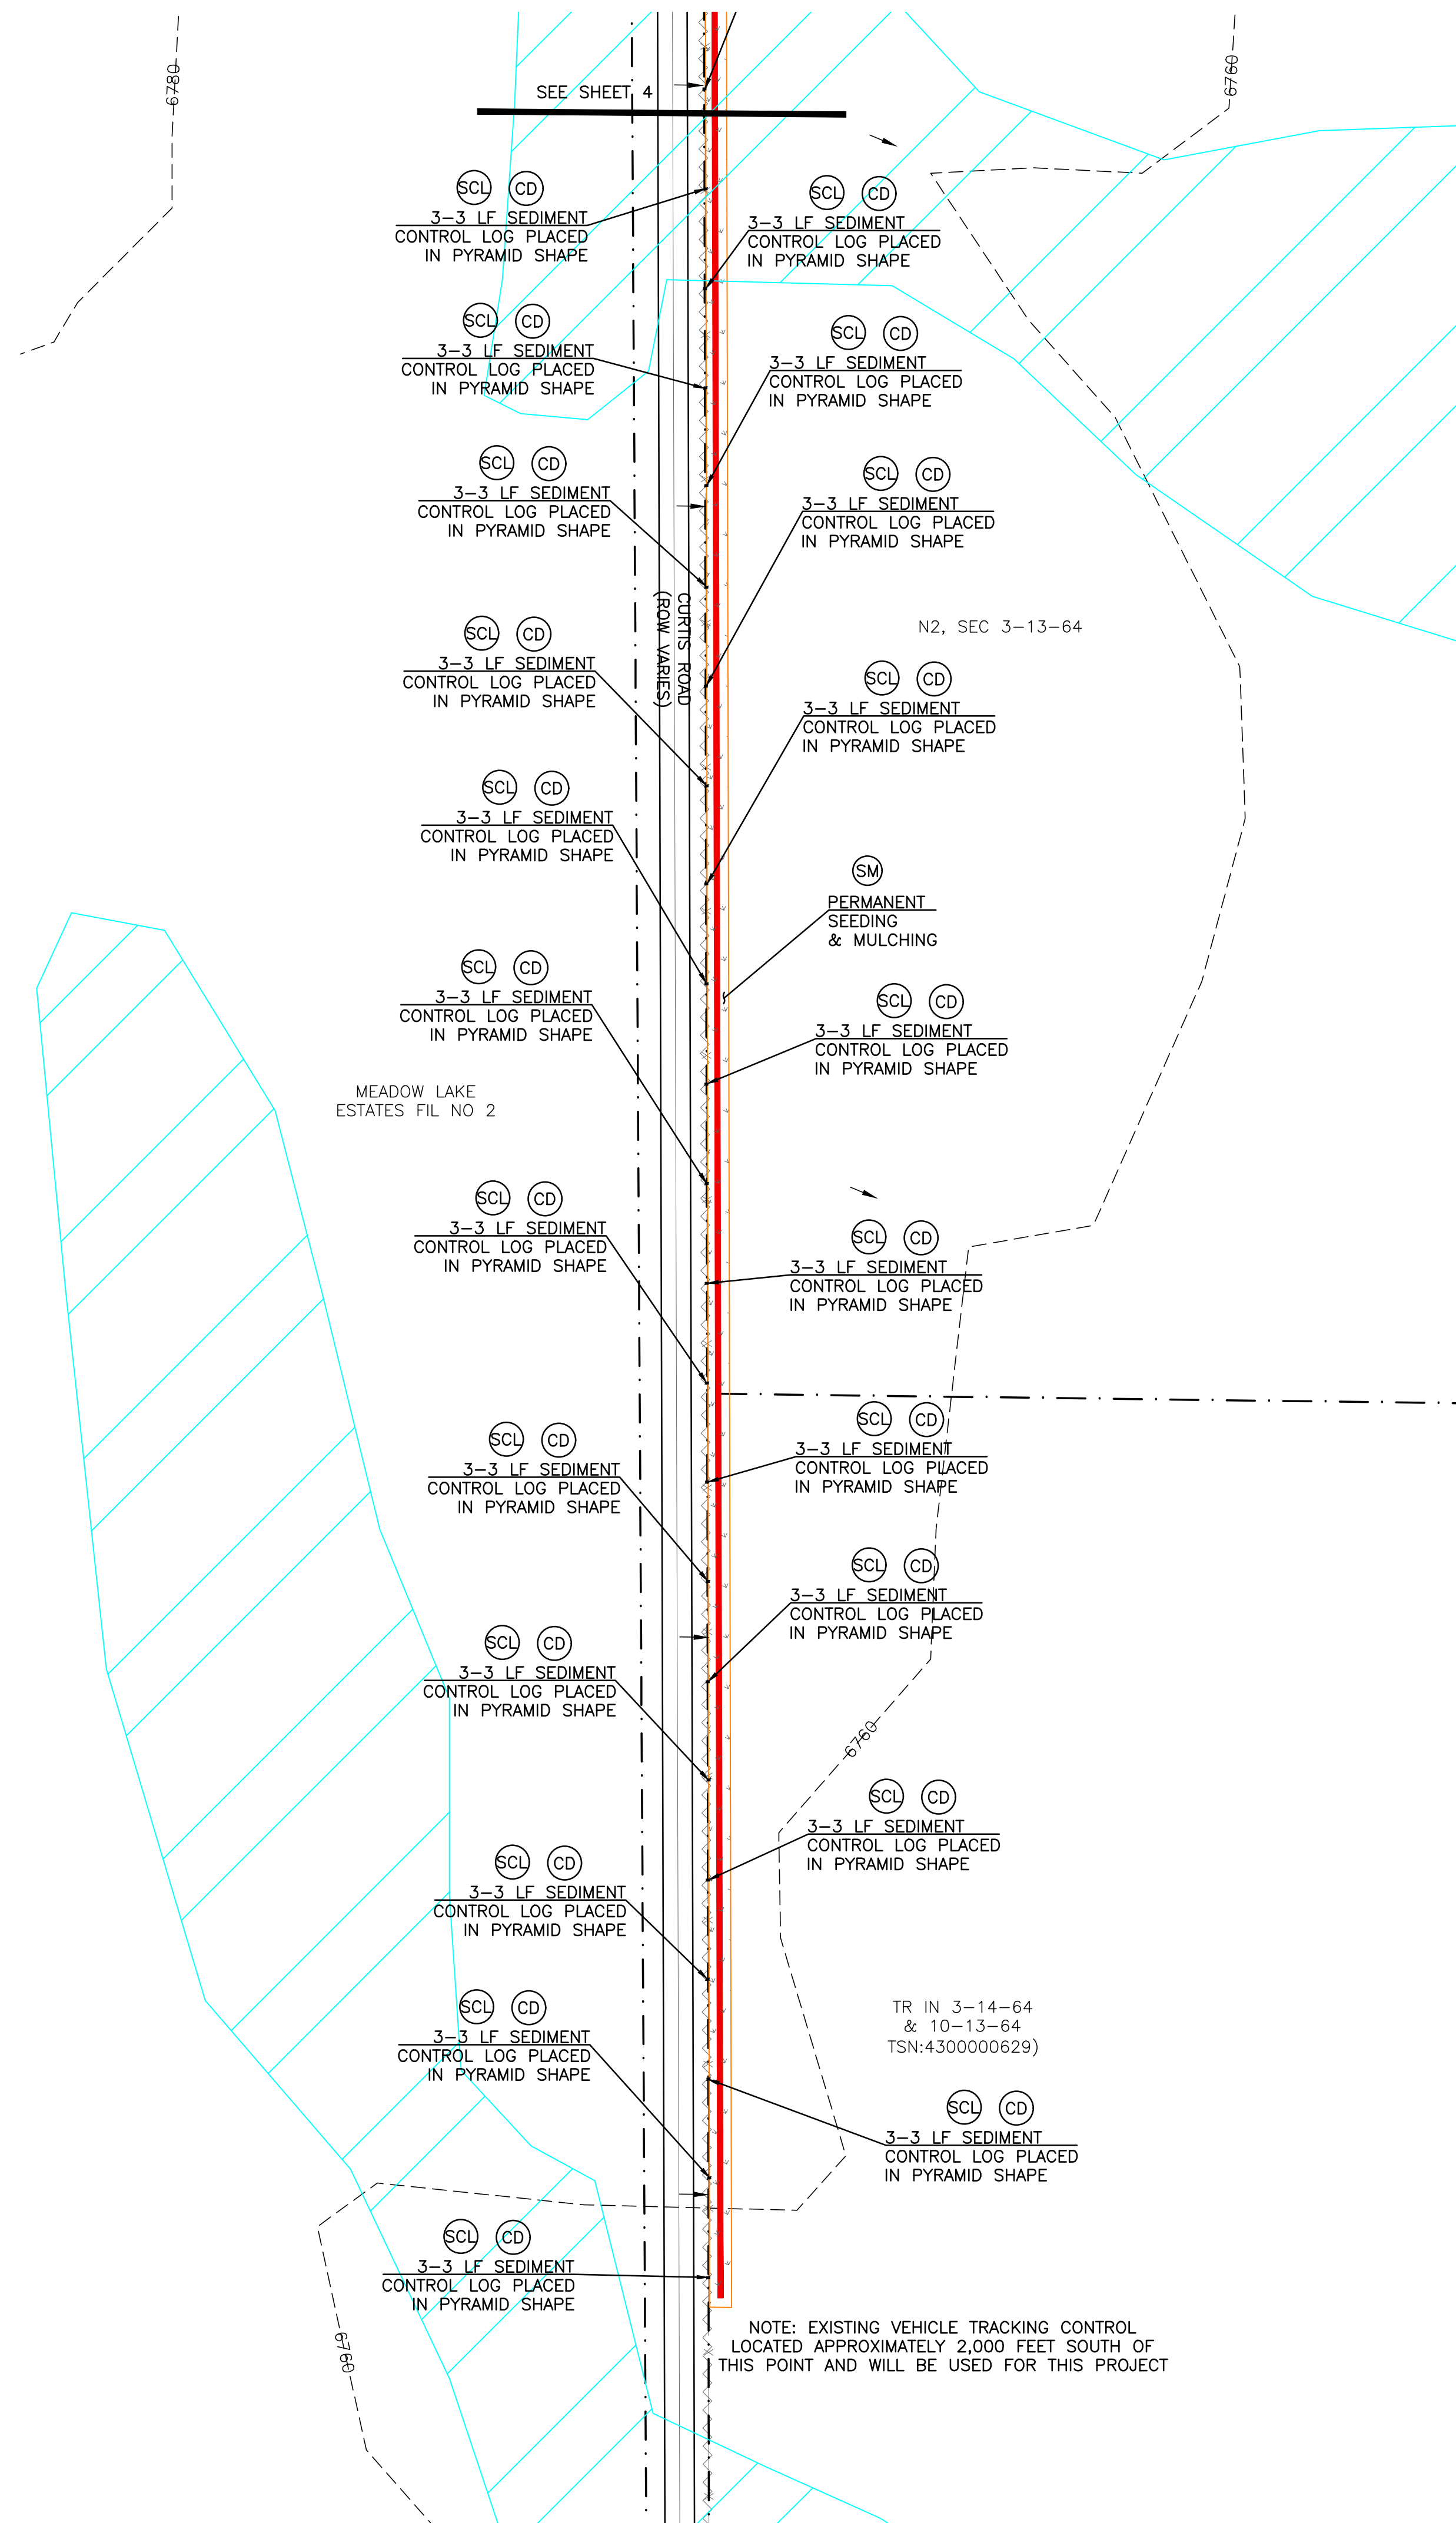 6780
6760
SEE SHEET 4
SCL CD
3-3 LF SEDIMENT
CONTROL LOG PLACED
IN PYRAMID SHAPE
SCL CD
3-3 LF SEDIMENT
CONTROL LOG PLACED
IN PYRAMID SHAPE
SCL CD
3-3 LF SEDIMENT
CONTROL LOG PLACED
IN PYRAMID SHAPE
SCL CD
3-3 LF SEDIMENT
CONTROL LOG PLACED
IN PYRAMID SHAPE
SCL CD
3-3 LF SEDIMENT
CONTROL LOG PLACED
IN PYRAMID SHAPE
SCL CD
3-3 LF SEDIMENT
CONTROL LOG PLACED
IN PYRAMID SHAPE
CURTIS ROAD
(ROW VARIES)
N2, SEC 3-13-64
SCL CD
3-3 LF SEDIMENT
CONTROL LOG PLACED
IN PYRAMID SHAPE
SCL CD
3-3 LF SEDIMENT
CONTROL LOG PLACED
IN PYRAMID SHAPE
SCL CD
3-3 LF SEDIMENT
CONTROL LOG PLACED
IN PYRAMID SHAPE
SM
PERMANENT
SEEDING
& MULCHING
SCL CD
3-3 LF SEDIMENT
CONTROL LOG PLACED
IN PYRAMID SHAPE
SCL CD
3-3 LF SEDIMENT
CONTROL LOG PLACED
IN PYRAMID SHAPE
MEADOW LAKE
ESTATES FIL NO 2
SCL CD
3-3 LF SEDIMENT
CONTROL LOG PLACED
IN PYRAMID SHAPE
SCL CD
3-3 LF SEDIMENT
CONTROL LOG PLACED
IN PYRAMID SHAPE
SCL CD
3-3 LF SEDIMENT
CONTROL LOG PLACED
IN PYRAMID SHAPE
SCL CD
3-3 LF SEDIMENT
CONTROL LOG PLACED
IN PYRAMID SHAPE
SCL CD
3-3 LF SEDIMENT
CONTROL LOG PLACED
IN PYRAMID SHAPE
SCL CD
3-3 LF SEDIMENT
CONTROL LOG PLACED
IN PYRAMID SHAPE
6760
SCL CD
3-3 LF SEDIMENT
CONTROL LOG PLACED
IN PYRAMID SHAPE
SCL CD
3-3 LF SEDIMENT
CONTROL LOG PLACED
IN PYRAMID SHAPE
SCL CD
3-3 LF SEDIMENT
CONTROL LOG PLACED
IN PYRAMID SHAPE
TR IN 3-14-64
& 10-13-64
TSN:4300000629)
SCL CD
3-3 LF SEDIMENT
CONTROL LOG PLACED
IN PYRAMID SHAPE
SCL CD
3-3 LF SEDIMENT
CONTROL LOG PLACED
IN PYRAMID SHAPE
6760
NOTE: EXISTING VEHICLE TRACKING CONTROL
LOCATED APPROXIMATELY 2,000 FEET SOUTH OF
THIS POINT AND WILL BE USED FOR THIS PROJECT